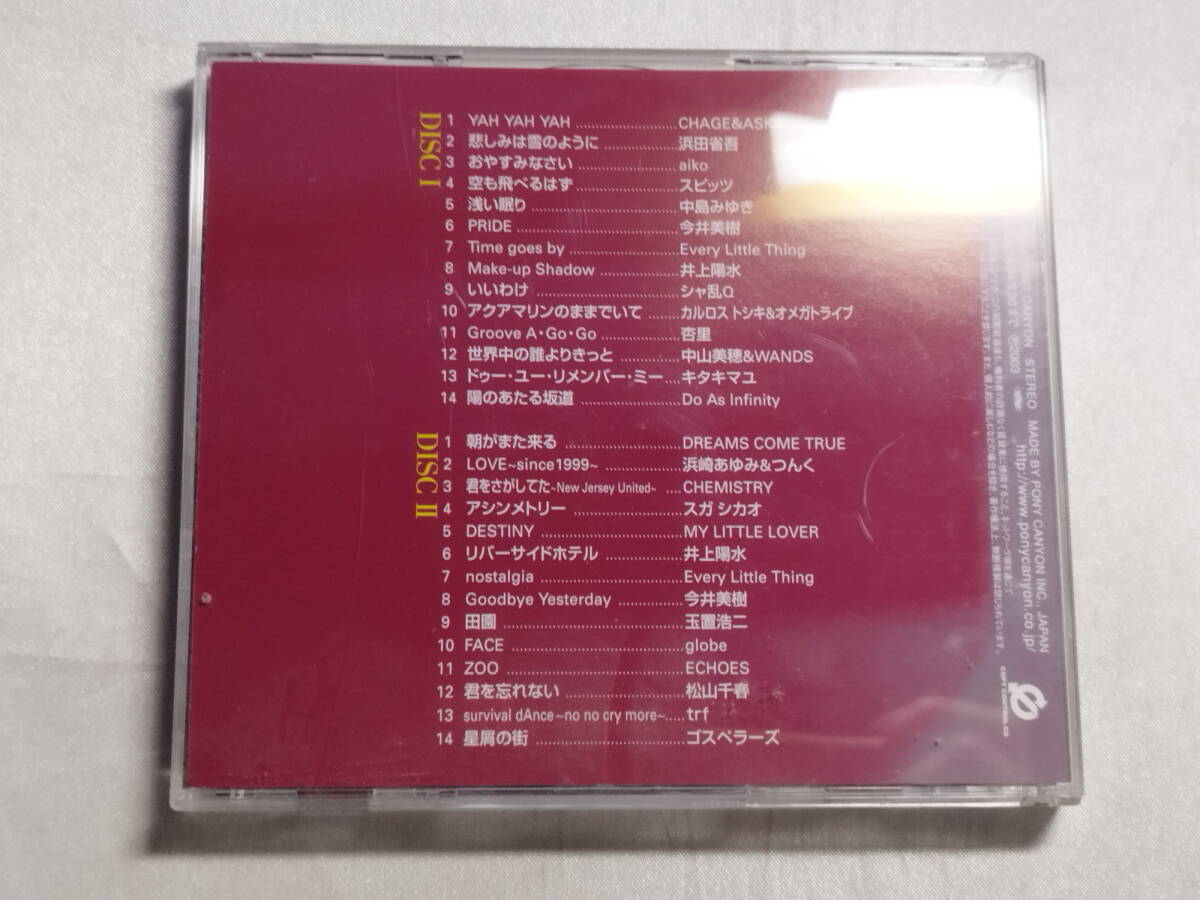 DISC I
1 YAH YAH YAH ........................ CHAGE&ASK
2 悲しみは雪のように .................. 浜田省吾
3 おやすみなさい ...................... aiko
4 空も飛べるはず ...................... スピッツ
5 浅い眠り ............................ 中島みゆき
6 PRIDE ............................... 今井美樹
7 Time goes by ........................ Every Little Thing
8 Make-up Shadow ...................... 井上陽水
9 いいわけ ............................ シャ乱Q
10 アクアマリンのままでいて ........ カルロス トシキ&オメガトライブ
11 Groove A・Go・Go ................... 杏里
12 世界中の誰よりきっと .............. 中山美穂&WANDS
13 ドゥー・ユー・リメンバー・ミー .... キタキマユ
14 陽のあたる坂道 ..................... Do As Infinity
DISC II
1 朝がまた来る ........................ DREAMS COME TRUE
2 LOVE~since1999~ ................... 浜崎あゆみ&つんく
3 君をさがしてた~New Jersey United~ .... CHEMISTRY
4 アシンメトリー ...................... スガ シカオ
5 DESTINY ............................. MY LITTLE LOVER
6 リバーサイドホテル .................. 井上陽水
7 nostalgia ........................... Every Little Thing
8 Goodbye Yesterday ................... 今井美樹
9 田園 ................................ 玉置浩二
10 FACE ............................... globe
11 ZOO ................................ ECHOES
12 君を忘れない ....................... 松山千春
13 survival dAnce~no no cry more~ ..... trf
14 星屑の街 ........................... ゴスペラーズ
CANYON STEREO MADE BY PONY CANYON INC., JAPAN
30まで ℗2003 http://www.ponycanyon.co.jp/
COPY CONTROL CD